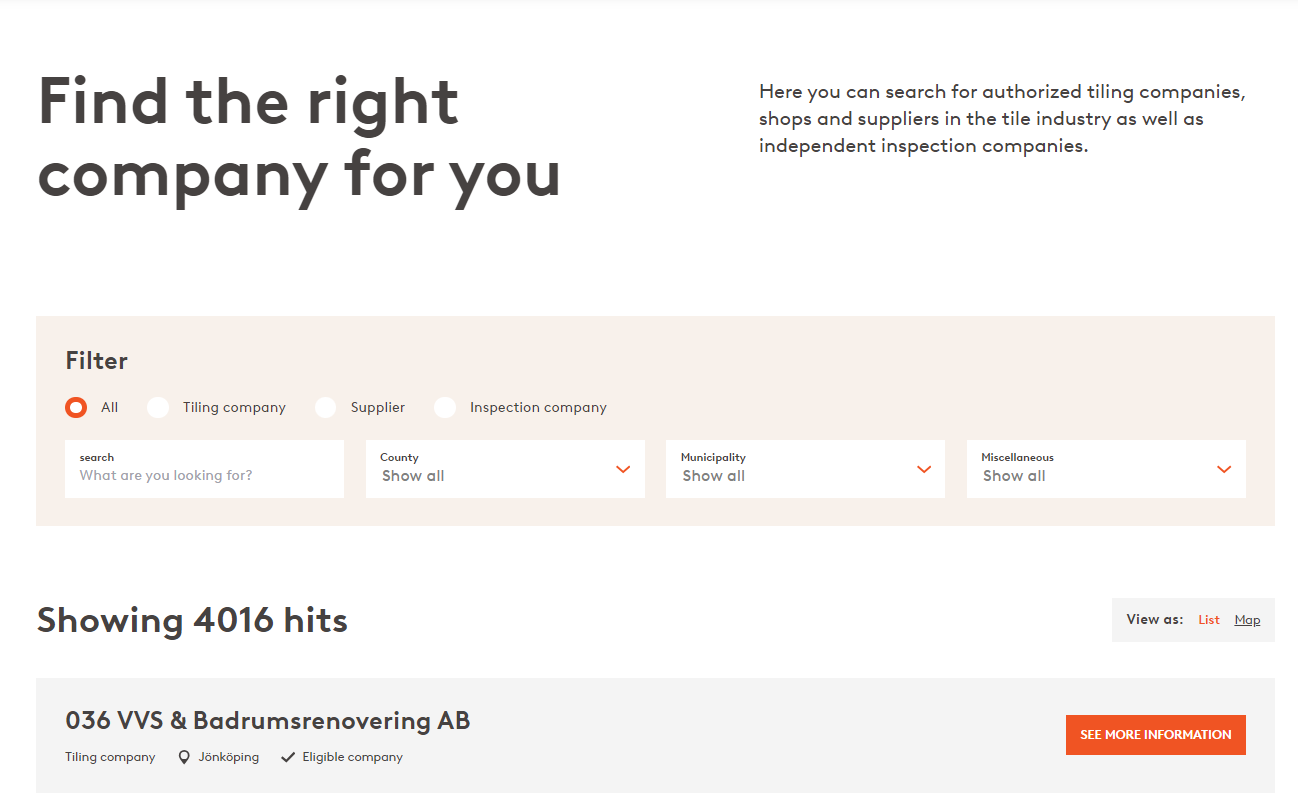 Find the right
company for you
Here you can search for authorized tiling companies,
shops and suppliers in the tile industry as well as
independent inspection companies.
Filter
All Tiling company Supplier Inspection company
search
What are you looking for?
County
Show all
Municipality
Show all
Miscellaneous
Show all
Showing 4016 hits
View as: List Map
036 VVS & Badrumsrenovering AB
Tiling company Jönköping Eligible company
SEE MORE INFORMATION